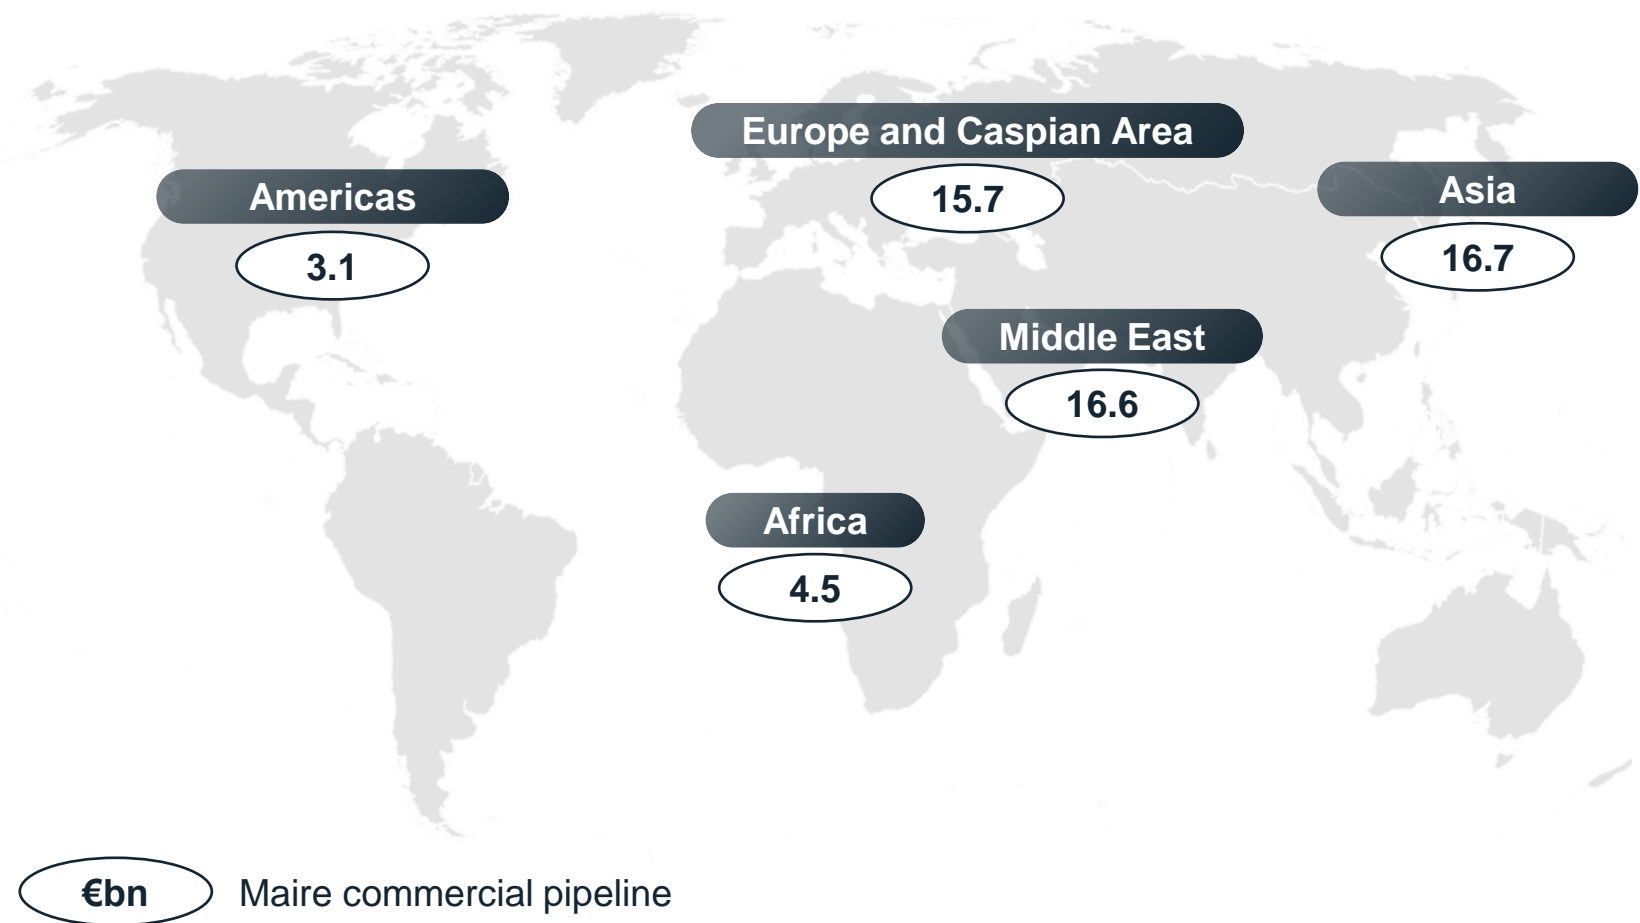 Europe and Caspian Area
15.7
Americas
3.1
Asia
16.7
Middle East
16.6
Africa
4.5
€bn Maire commercial pipeline